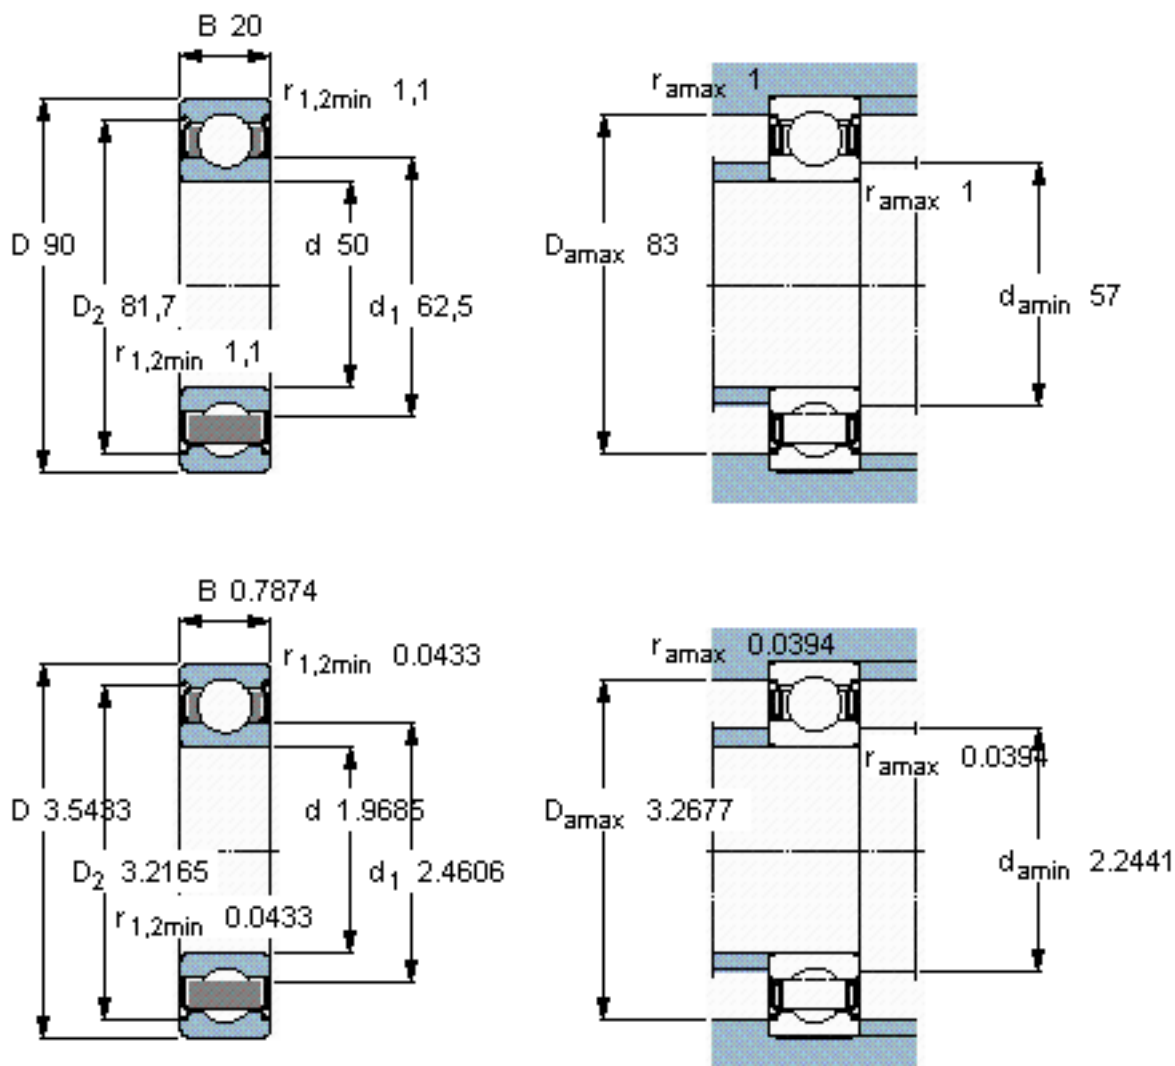 B 20
r1,2min 1,1
ramax 1
ramax 1
D 90
d 50
Damax 83
D2 81,7
d1 62,5
damin 57
r1,2min 1,1
B 0.7874
r1,2min 0.0433
ramax 0.0394
ramax 0.0394
D 3.5433
d 1.9685
Damax 3.2677
D2 3.2165
d1 2.4606
damin 2.2441
r1,2min 0.0433